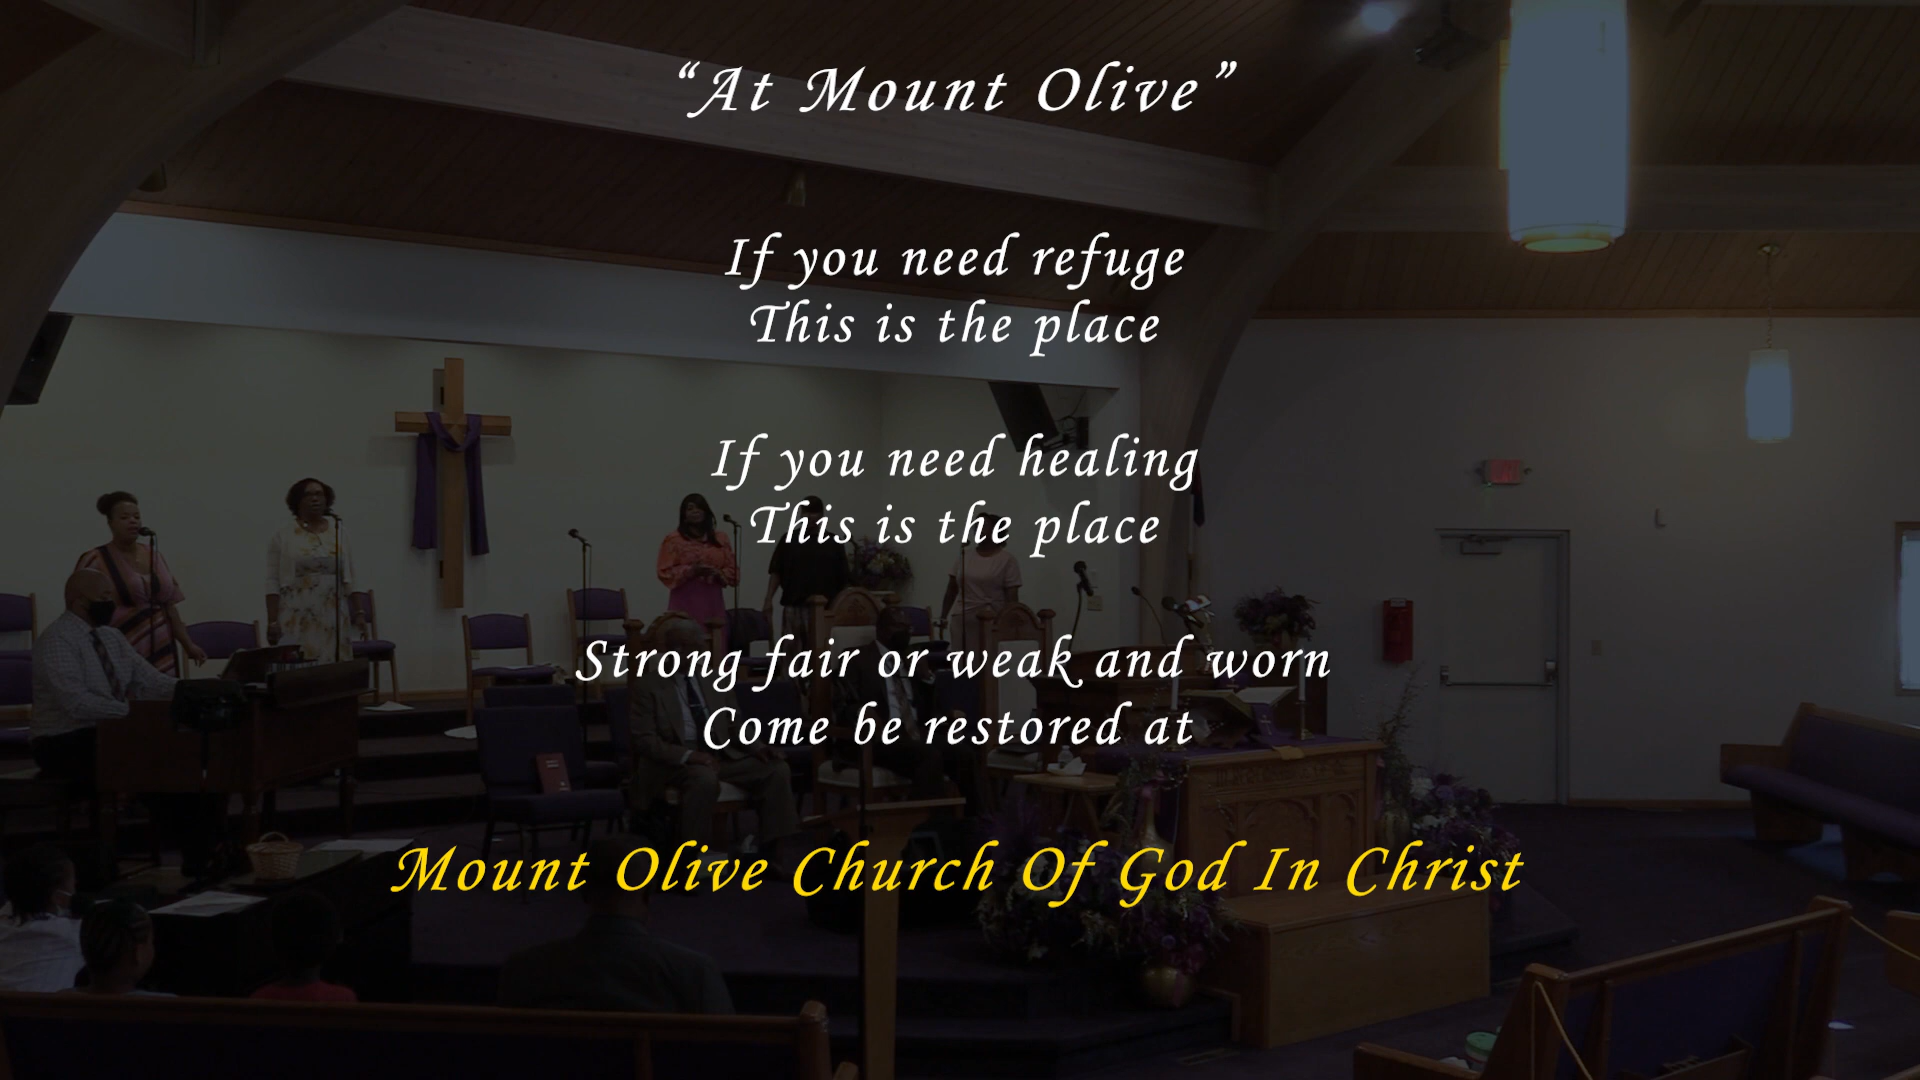 “At Mount Olive”
If you need refuge
This is the place
If you need healing
This is the place
Strong fair or weak and worn
Come be restored at
Mount Olive Church Of God In Christ